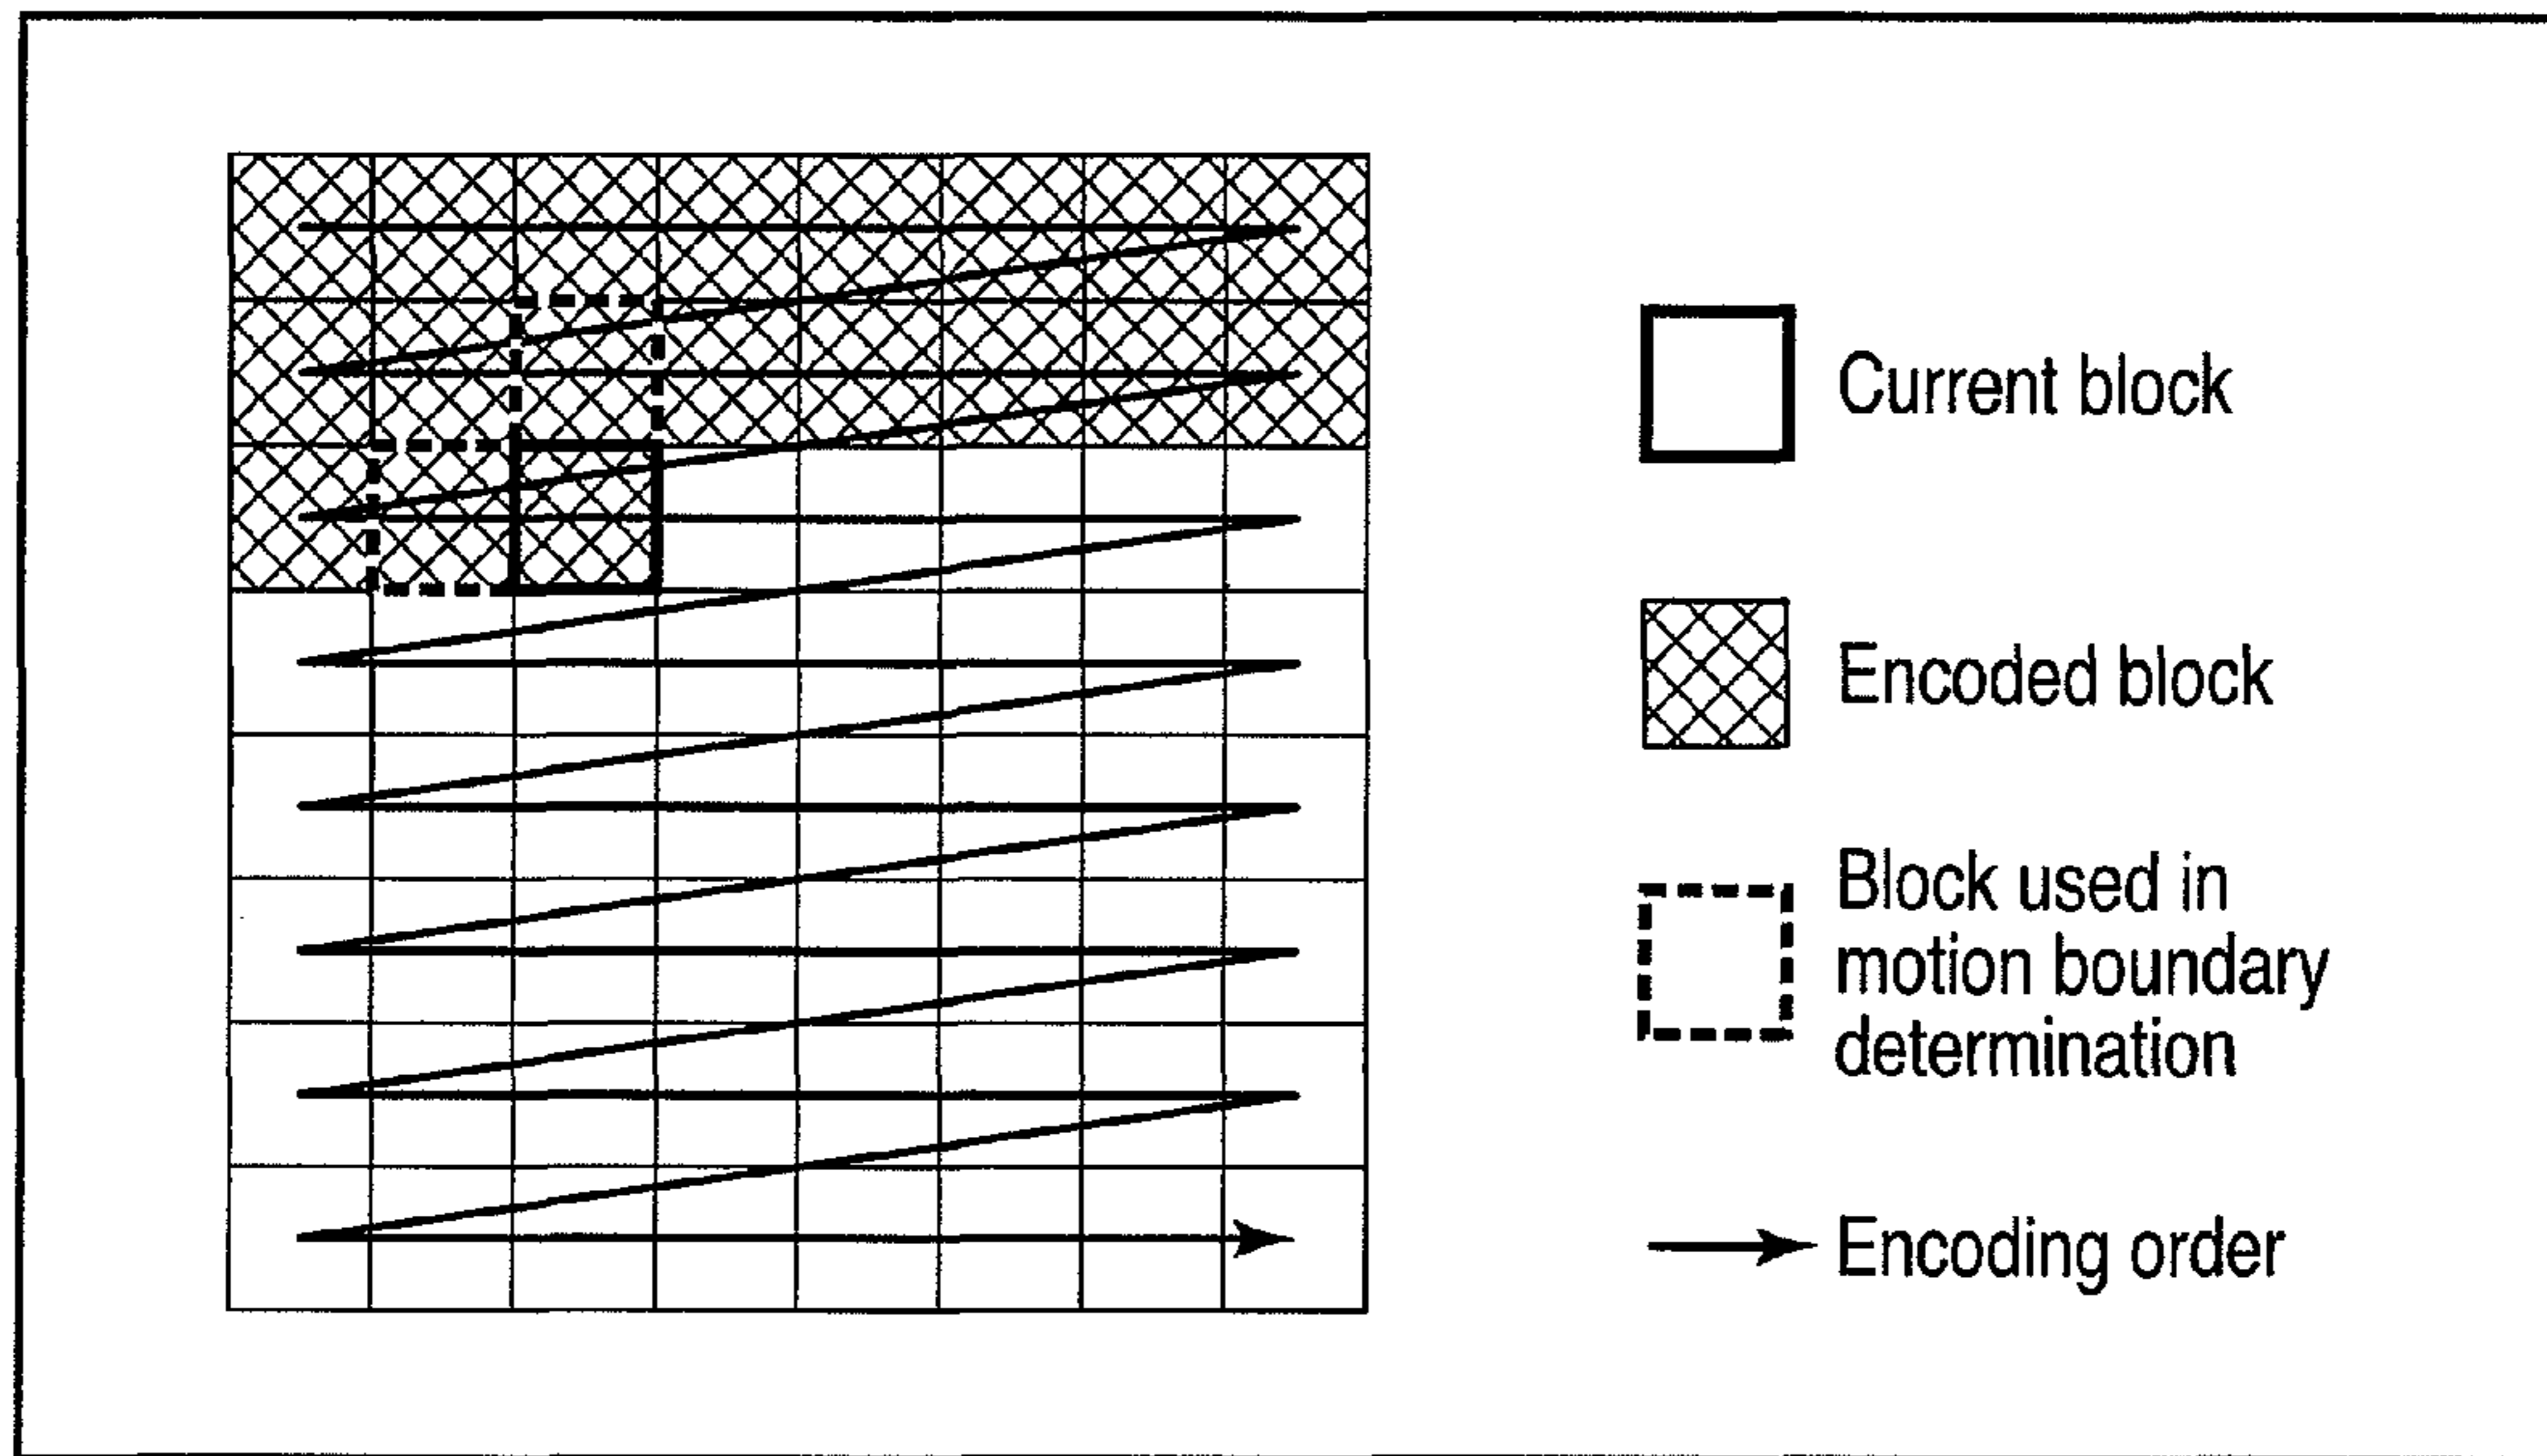 Current block
Encoded block
Block used in
motion boundary
determination
Encoding order